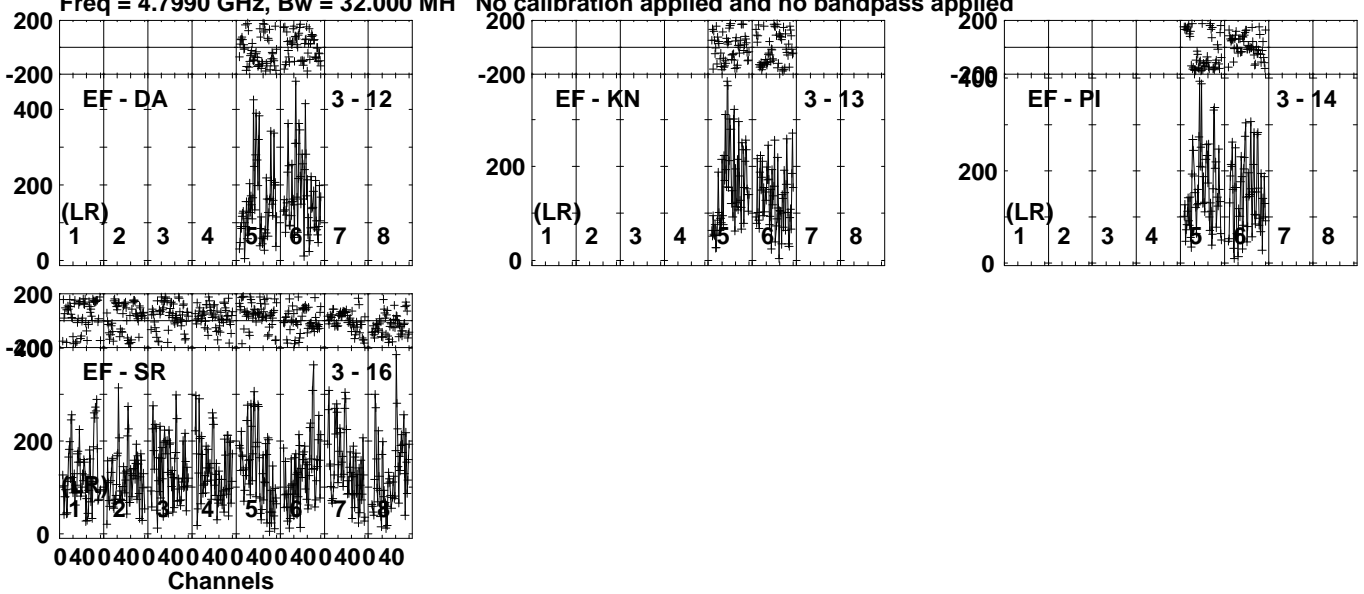 Freq = 4.7990 GHz, Bw = 32.000 MH No calibration applied and no bandpass applied
200 200 200
-200 -200 -200
400 400
EF - DA 3 - 12 EF - KN 3 - 13 EF - PI 3 - 14
400
200 200 200
(LR) (LR) (LR)
1 2 3 4 5 6 7 8 1 2 3 4 5 6 7 8 1 2 3 4 5 6 7 8
0 0 0
200
-200
400
EF - SR 3 - 16
200
(LR)
1 2 3 4 5 6 7 8
0
0 40 0 40 0 40 0 40 0 40 0 40 0 40 0 40
Channels